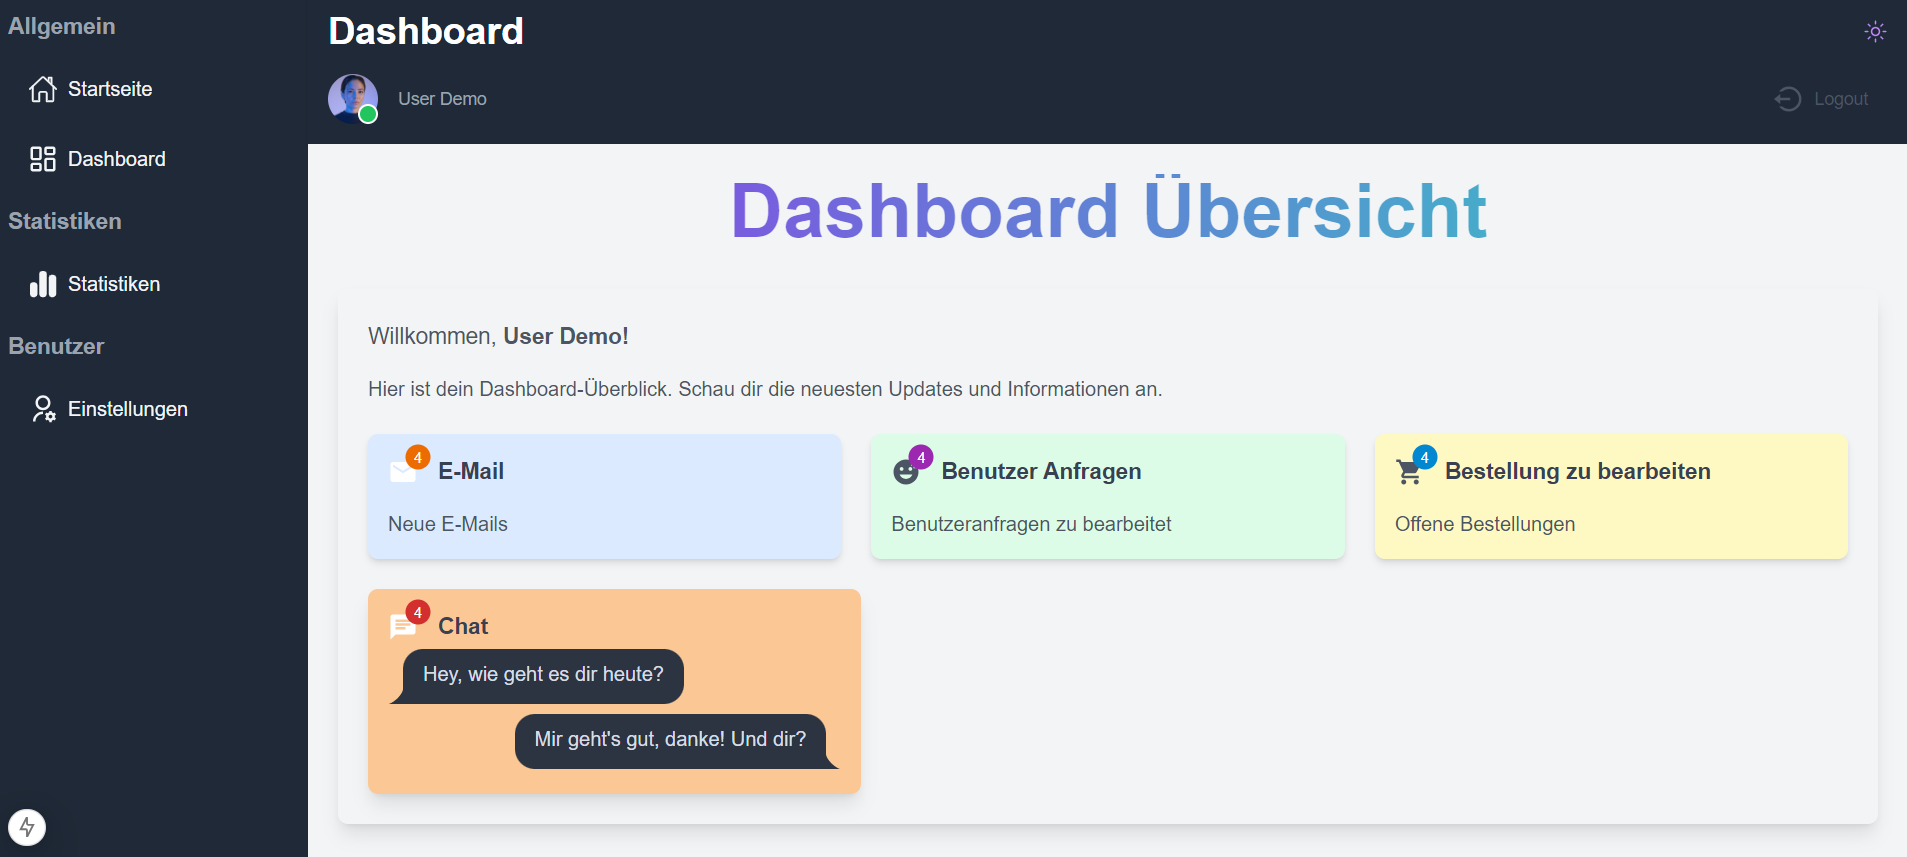 Allgemein
Startseite
Dashboard
Statistiken
Statistiken
Benutzer
Einstellungen
Dashboard
User Demo
Logout
Dashboard Übersicht
Willkommen, User Demo!
Hier ist dein Dashboard-Überblick. Schau dir die neuesten Updates und Informationen an.
4
E-Mail
Neue E-Mails
4
Benutzer Anfragen
Benutzeranfragen zu bearbeitet
4
Bestellung zu bearbeiten
Offene Bestellungen
4
Chat
Hey, wie geht es dir heute?
Mir geht's gut, danke! Und dir?